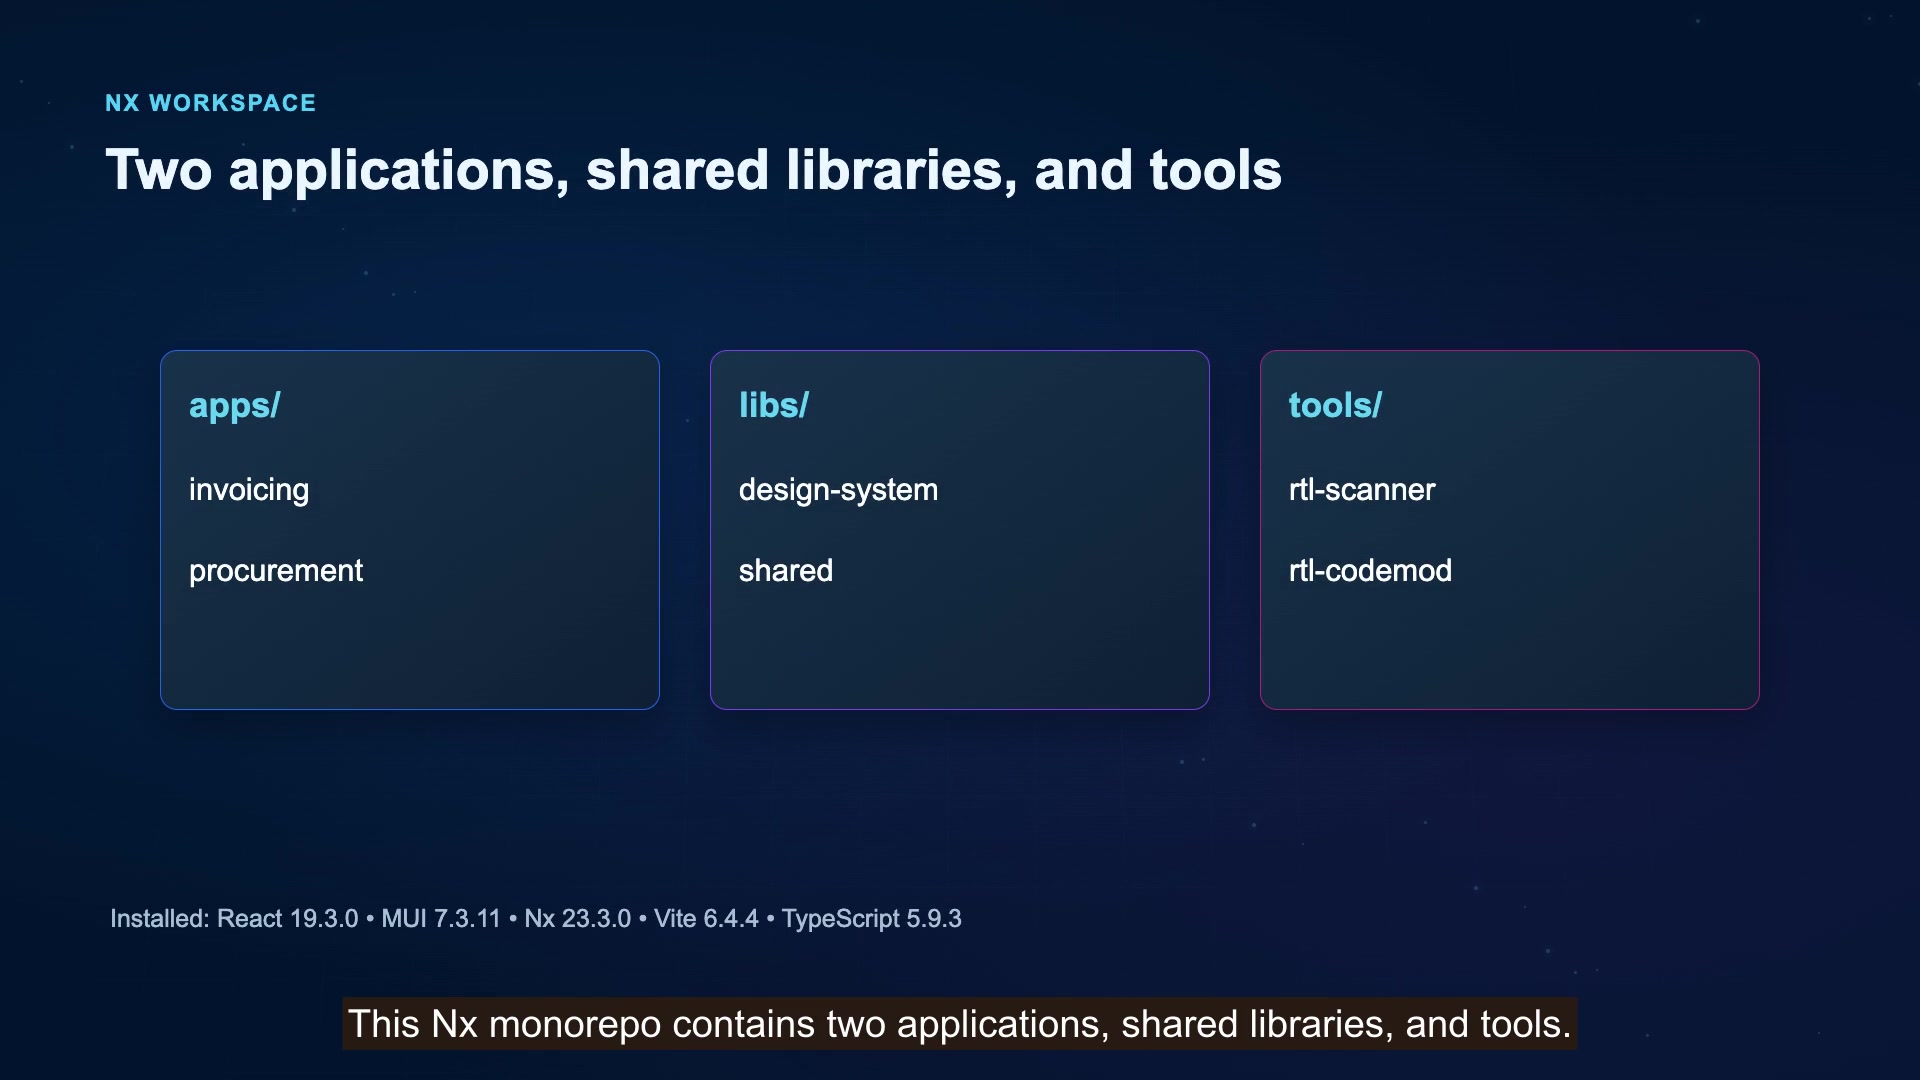 NX WORKSPACE
Two applications, shared libraries, and tools
apps/
invoicing
procurement
libs/
design-system
shared
tools/
rtl-scanner
rtl-codemod
Installed: React 19.3.0 • MUI 7.3.11 • Nx 23.3.0 • Vite 6.4.4 • TypeScript 5.9.3
This Nx monorepo contains two applications, shared libraries, and tools.